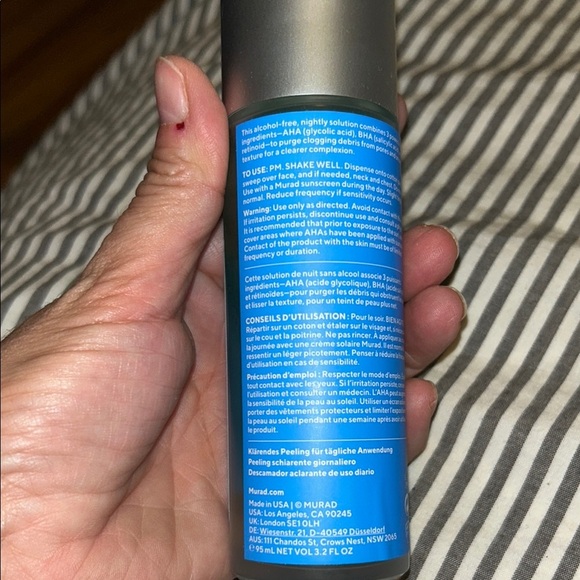 This alcohol-free, nightly solution combines 3
ingredients—AHA (glycolic acid), BHA (salicylic
retinoid—to purge clogging debris from pores and
texture for a clearer complexion.
TO USE: PM. SHAKE WELL. Dispense onto cotton
sweep over face, and if needed, neck and chest.
Use with a Murad sunscreen during the day. Slight
normal. Reduce frequency if sensitivity occurs.
Warning: Use only as directed. Avoid contact with
If irritation persists, discontinue use and consult
It is recommended that prior to exposure to the
cover areas where AHAs have been applied with
Contact of the product with the skin must be of
frequency or duration.
Cette solution de nuit sans alcool associe 3
ingrédients—AHA (acide glycolique), BHA
et rétinoïdes—pour purger les débris qui
et lisser la texture, pour un teint de peau plus
CONSEILS D'UTILISATION : Pour le soir. BIEN
Répartir sur un coton et étaler sur le visage et,
sur le cou et la poitrine. Ne pas rincer. À appliquer
la journée avec une crème solaire Murad. Il est
ressentir un léger picotement. Penser à réduire
d'utilisation en cas de sensibilité.
Précaution d'emploi : Respecter le mode
tout contact avec les yeux. Si l'irritation persiste,
l'utilisation et consulter un médecin. L'AHA peut
la sensibilité de la peau au soleil. Utiliser un
porter des vêtements protecteurs et limiter
la peau au soleil pendant une semaine après
le produit.
Klärendes Peeling für tägliche Anwendung
Peeling schiarente giornaliero
Descamador aclarante de uso diario
Murad.com
Made in USA | © MURAD
USA: Los Angeles, CA 90245
UK: London SE1 0LH
DE: Wiesenstr. 21, D-40549 Düsseldorf
AUS: 111 Chandos St, Crows Nest, NSW 2065
℮ 95 mL NET VOL 3.2 FL OZ